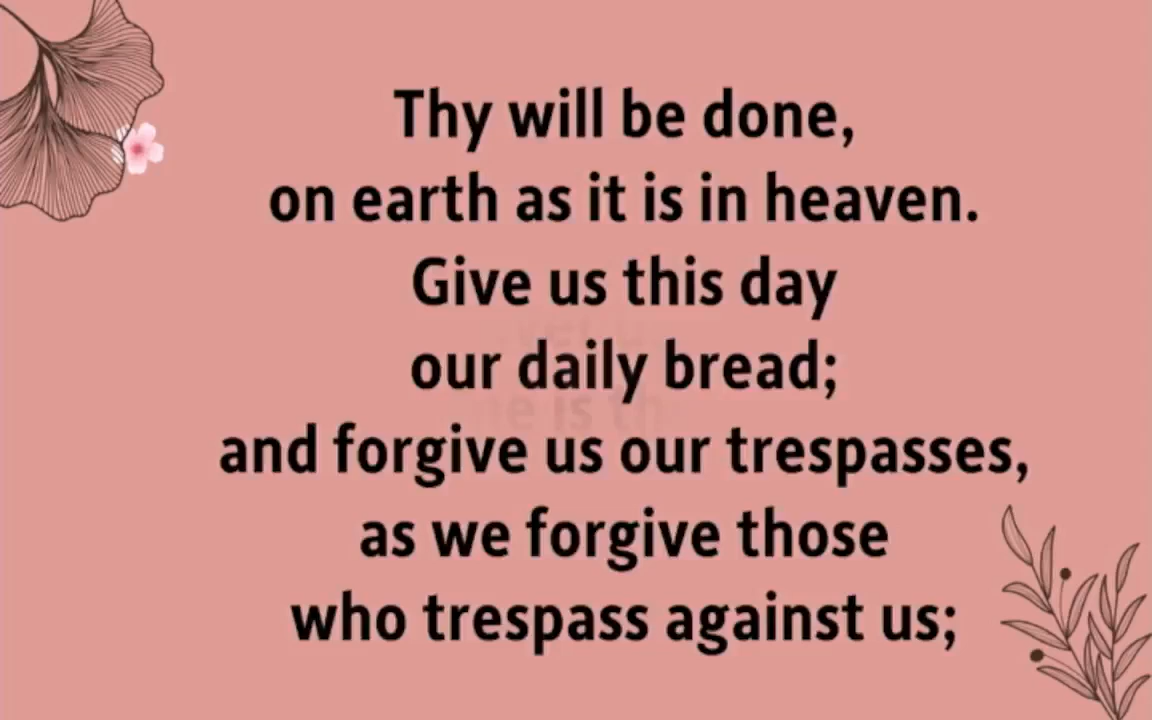 Thy will be done,
on earth as it is in heaven.
Give us this day
our daily bread;
and forgive us our trespasses,
as we forgive those
who trespass against us;